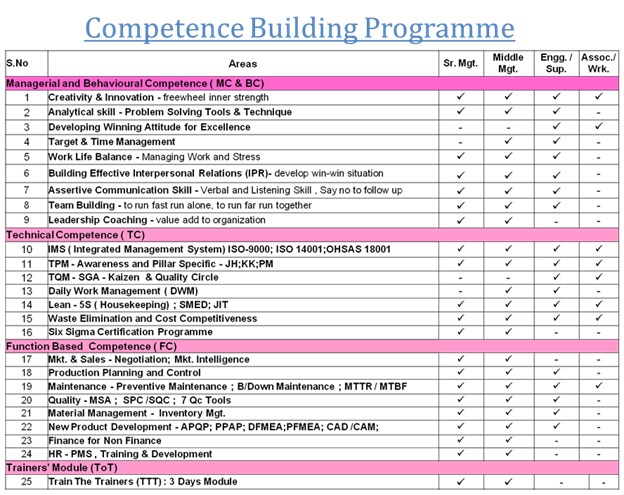 Competence Building Programme
S.No Areas Sr. Mgt. Middle Mgt. Engg. / Sup. Assoc./ Wrk.
Managerial and Behavioural Competence ( MC & BC)
1 Creativity & Innovation - freewheel inner strength ✓ ✓ ✓ ✓
2 Analytical skill - Problem Solving Tools & Technique ✓ ✓ ✓ -
3 Developing Winning Attitude for Excellence - - ✓ ✓
4 Target & Time Management - ✓ ✓ -
5 Work Life Balance - Managing Work and Stress ✓ ✓ ✓ -
6 Building Effective Interpersonal Relations (IPR)- develop win-win situation ✓ ✓ ✓ -
7 Assertive Communication Skill - Verbal and Listening Skill , Say no to follow up ✓ ✓ ✓ -
8 Team Building - to run fast run alone, to run far run together ✓ ✓ ✓ -
9 Leadership Coaching - value add to organization ✓ ✓ - -
Technical Competence ( TC)
10 IMS ( Integrated Management System) ISO-9000; ISO 14001;OHSAS 18001 ✓ ✓ ✓ ✓
11 TPM - Awareness and Pillar Specific - JH;KK;PM ✓ ✓ ✓ ✓
12 TQM - SGA - Kaizen & Quality Circle - - ✓ ✓
13 Daily Work Management ( DWM) - ✓ ✓ -
14 Lean - 5S ( Housekeeping) ; SMED; JIT ✓ ✓ ✓ ✓
15 Waste Elimination and Cost Competitiveness ✓ ✓ ✓ ✓
16 Six Sigma Certification Programme ✓ ✓ - -
Function Based Competence ( FC)
17 Mkt. & Sales - Negotiation; Mkt. Intelligence ✓ ✓ - -
18 Production Planning and Control ✓ ✓ ✓ -
19 Maintenance - Preventive Maintenance ; B/Down Maintenance ; MTTR / MTBF ✓ ✓ ✓ ✓
20 Quality - MSA ; SPC /SQC ; 7 Qc Tools ✓ ✓ ✓ -
21 Material Management - Inventory Mgt. ✓ ✓ ✓ -
22 New Product Development - APQP; PPAP; DFMEA;PFMEA; CAD /CAM; ✓ ✓ ✓ -
23 Finance for Non Finance ✓ ✓ - -
24 HR - PMS , Training & Development ✓ ✓ - -
Trainers' Module (ToT)
25 Train The Trainers (TTT) : 3 Days Module ✓ ✓ - -